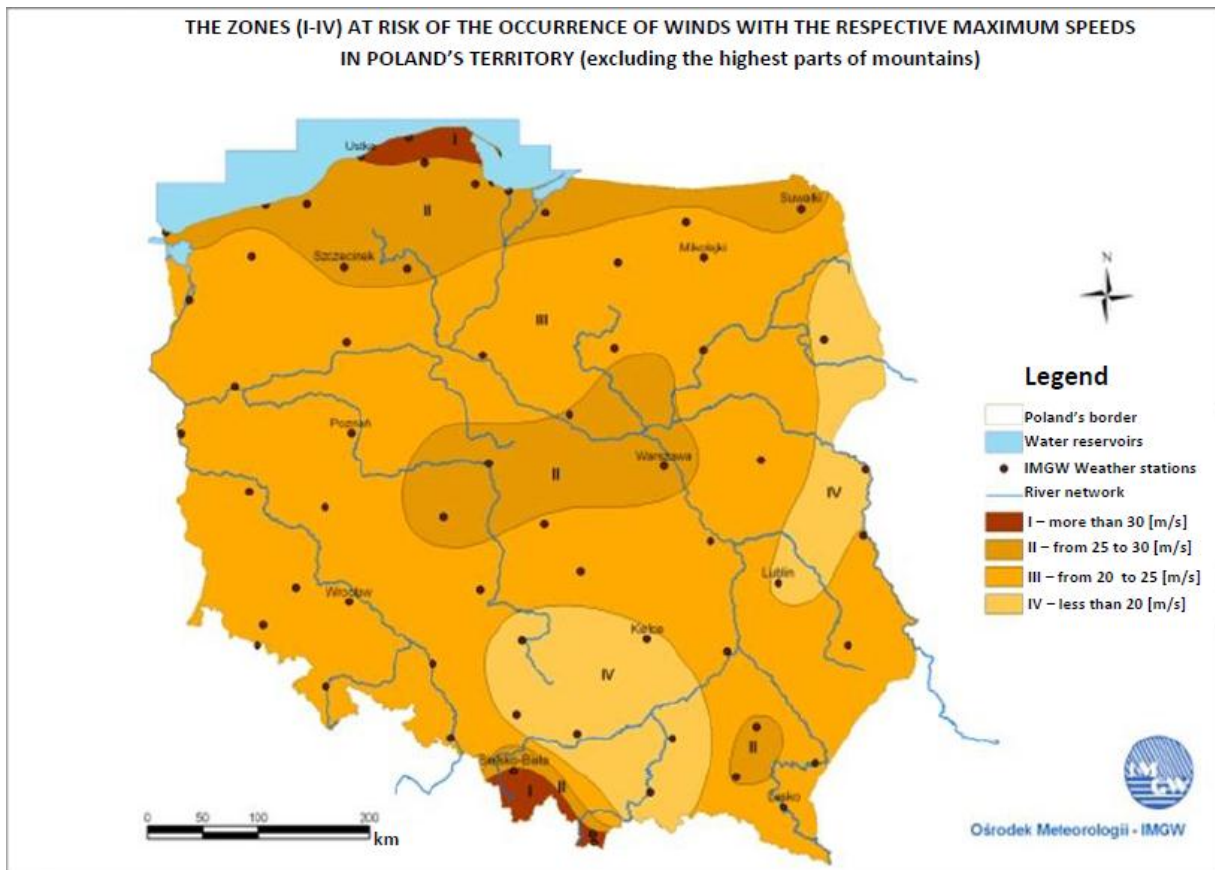 THE ZONES (I-IV) AT RISK OF THE OCCURRENCE OF WINDS WITH THE RESPECTIVE MAXIMUM SPEEDS
IN POLAND'S TERRITORY (excluding the highest parts of mountains)
Ustka
I
II
Suwałki
Szczecinek
Mikołajki
N
III
Poznań
Warszawa
II
IV
Lublin
Wrocław
Kielce
IV
II
Bielsko-Biała
I
II
Lesko
Legend
Poland's border
Water reservoirs
IMGW Weather stations
River network
I – more than 30 [m/s]
II – from 25 to 30 [m/s]
III – from 20 to 25 [m/s]
IV – less than 20 [m/s]
0 50 100 200
km
IMGW
Ośrodek Meteorologii - IMGW